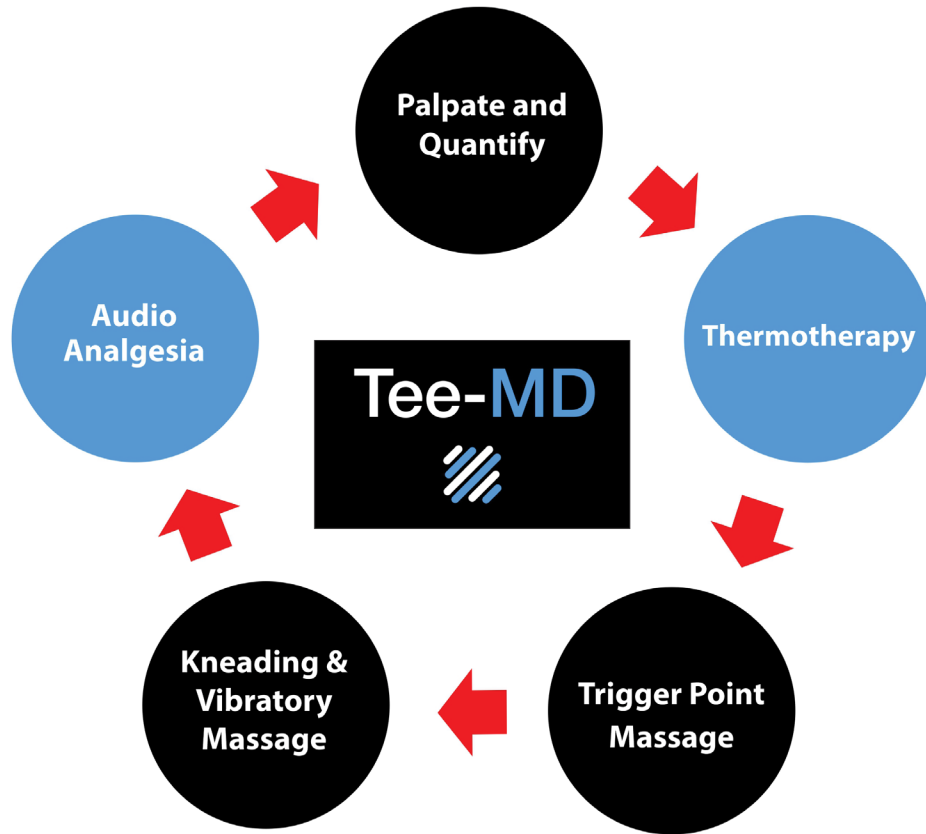 Palpate and
Quantify
Thermotherapy
Trigger Point
Massage
Kneading &
Vibratory
Massage
Audio
Analgesia
Tee-MD